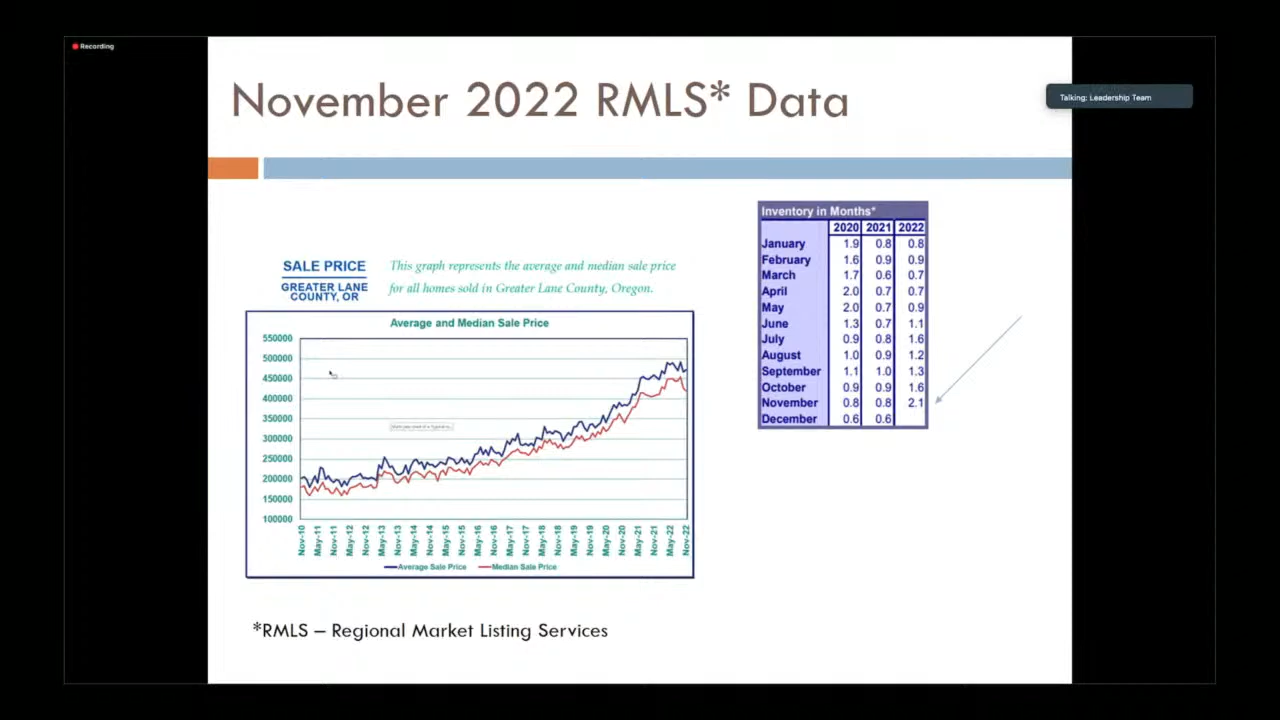 Recording
November 2022 RMLS* Data
Talking: Leadership Team
SALE PRICE
GREATER LANE
COUNTY, OR
This graph represents the average and median sale price
for all homes sold in Greater Lane County, Oregon.
Average and Median Sale Price
550000
500000
450000
400000
350000
300000
250000
200000
150000
100000
Nov-10 May-11 Nov-11 May-12 Nov-12 May-13 Nov-13 May-14 Nov-14 May-15 Nov-15 May-16 Nov-16 May-17 Nov-17 May-18 Nov-18 May-19 Nov-19 May-20 Nov-20 May-21 Nov-21 May-22 Nov-22
Average Sale Price Median Sale Price
Inventory in Months*
2020 2021 2022
January 1.9 0.8 0.8
February 1.6 0.9 0.9
March 1.7 0.6 0.7
April 2.0 0.7 0.7
May 2.0 0.7 0.9
June 1.3 0.7 1.1
July 0.9 0.8 1.6
August 1.0 0.9 1.2
September 1.1 1.0 1.3
October 0.9 0.9 1.6
November 0.8 0.8 2.1
December 0.6 0.6
*RMLS – Regional Market Listing Services